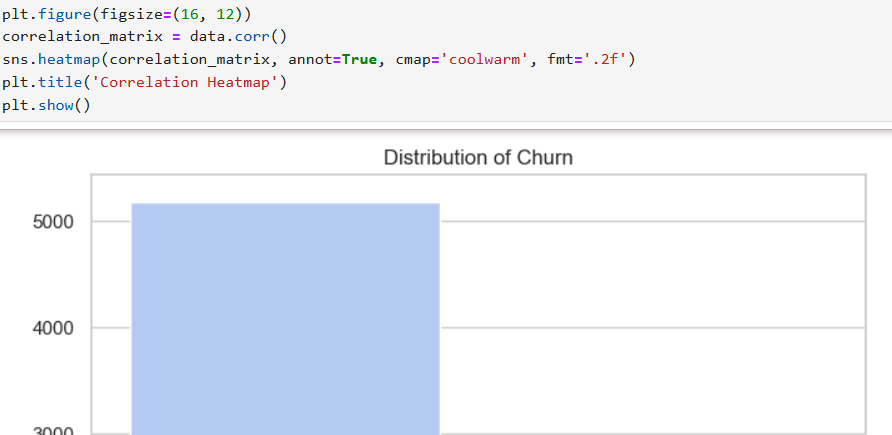 plt.figure(figsize=(16, 12))
correlation_matrix = data.corr()
sns.heatmap(correlation_matrix, annot=True, cmap='coolwarm', fmt='.2f')
plt.title('Correlation Heatmap')
plt.show()
Distribution of Churn
5000
4000
3000